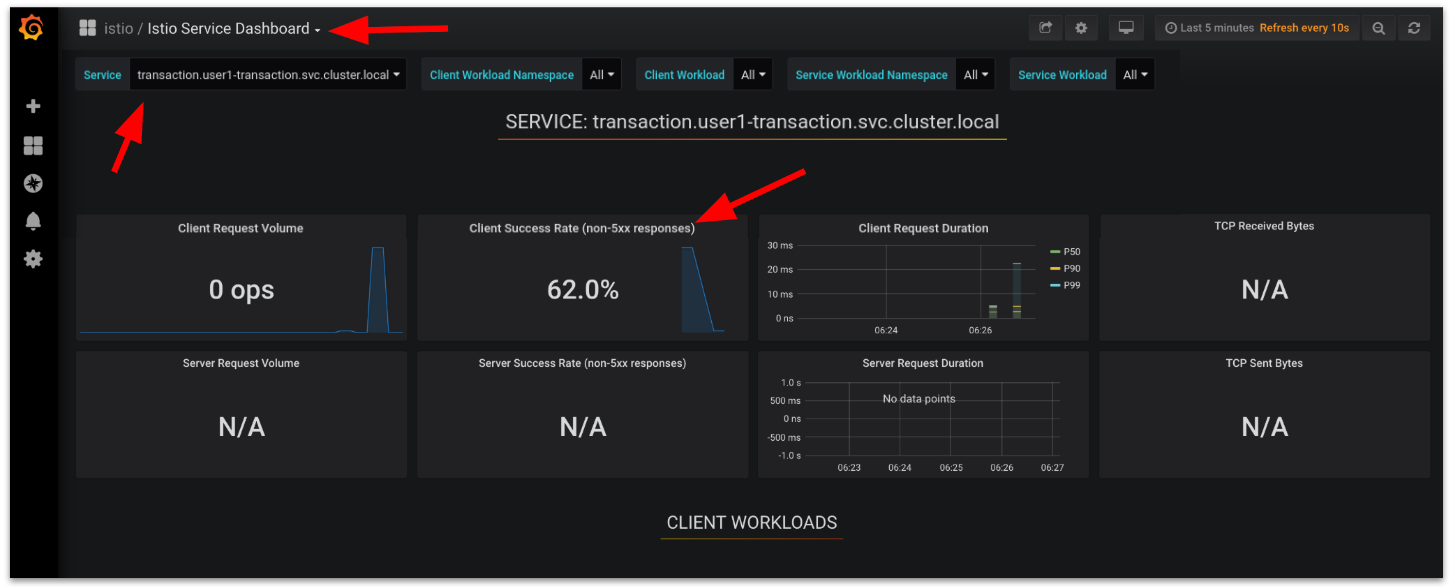 istio / Istio Service Dashboard
Last 5 minutes Refresh every 10s
Service transaction.user1-transaction.svc.cluster.local Client Workload Namespace All Client Workload All Service Workload Namespace All Service Workload All
SERVICE: transaction.user1-transaction.svc.cluster.local
Client Request Volume
0 ops
Client Success Rate (non-5xx responses)
62.0%
Client Request Duration
30 ms
20 ms
10 ms
0 ns
06:24 06:26
P50
P90
P99
TCP Received Bytes
N/A
Server Request Volume
N/A
Server Success Rate (non-5xx responses)
N/A
Server Request Duration
1.0 s
500 ms
0 ns
-500 ms
-1.0 s
No data points
06:23 06:24 06:25 06:26 06:27
TCP Sent Bytes
N/A
CLIENT WORKLOADS